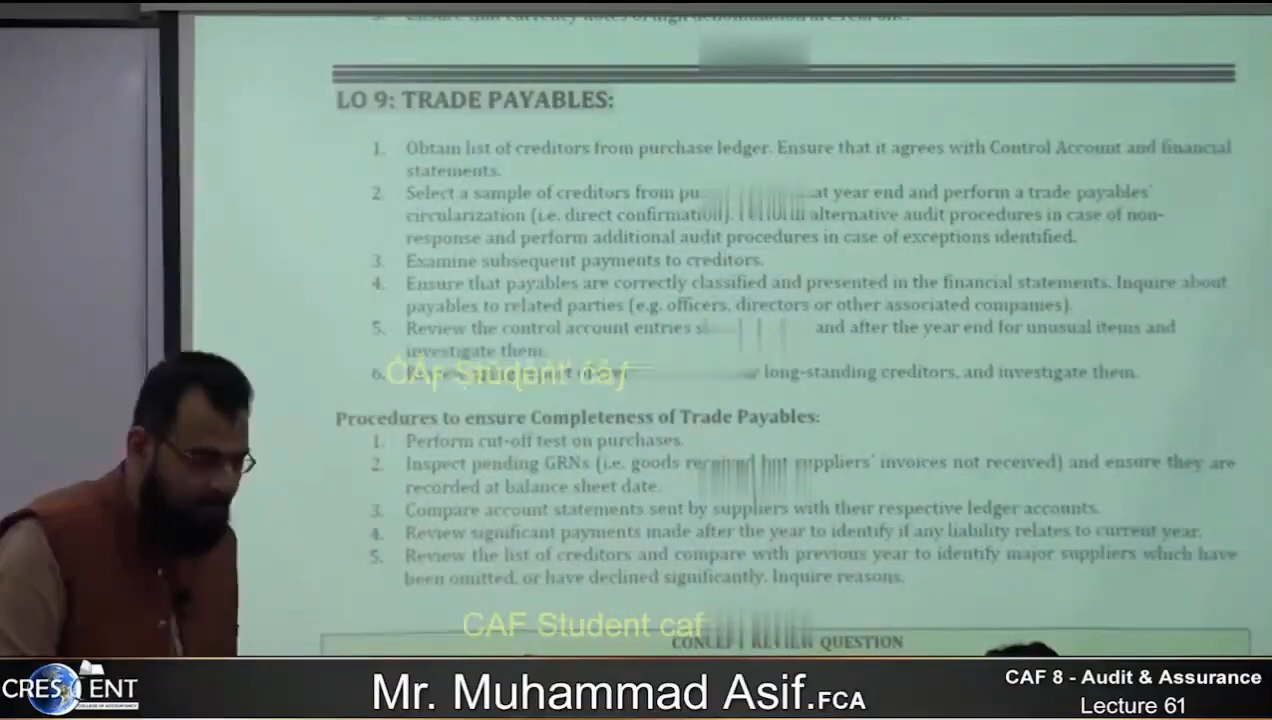 LO 9: TRADE PAYABLES:
1. Obtain list of creditors from purchase ledger. Ensure that it agrees with Control Account and financial
statements.
2. Select a sample of creditors from at year end and perform a trade payables'
circularization (i.e. direct confirmation). alternative audit procedures in case of non-
response and perform additional audit procedures in case of exceptions identified.
3. Examine subsequent payments to creditors.
4. Ensure that payables are correctly classified and presented in the financial statements. Inquire about
payables to related parties (e.g. officers, directors or other associated companies).
5. Review the control account entries and after the year end for unusual items and
investigate them.
6. long-standing creditors, and investigate them.
CAF Student caf
Procedures to ensure Completeness of Trade Payables:
1. Perform cut-off test on purchases.
2. Inspect pending GRNs (i.e. goods received but suppliers' invoices not received) and ensure they are
recorded at balance sheet date.
3. Compare account statements sent by suppliers with their respective ledger accounts.
4. Review significant payments made after the year to identify if any liability relates to current year.
5. Review the list of creditors and compare with previous year to identify major suppliers which have
been omitted, or have declined significantly. Inquire reasons.
CAF Student caf
CONCEPT REVIEW QUESTION
CRESCENT
COLLEGE OF ACCOUNTANCY
Mr. Muhammad Asif.FCA
CAF 8 - Audit & Assurance
Lecture 61